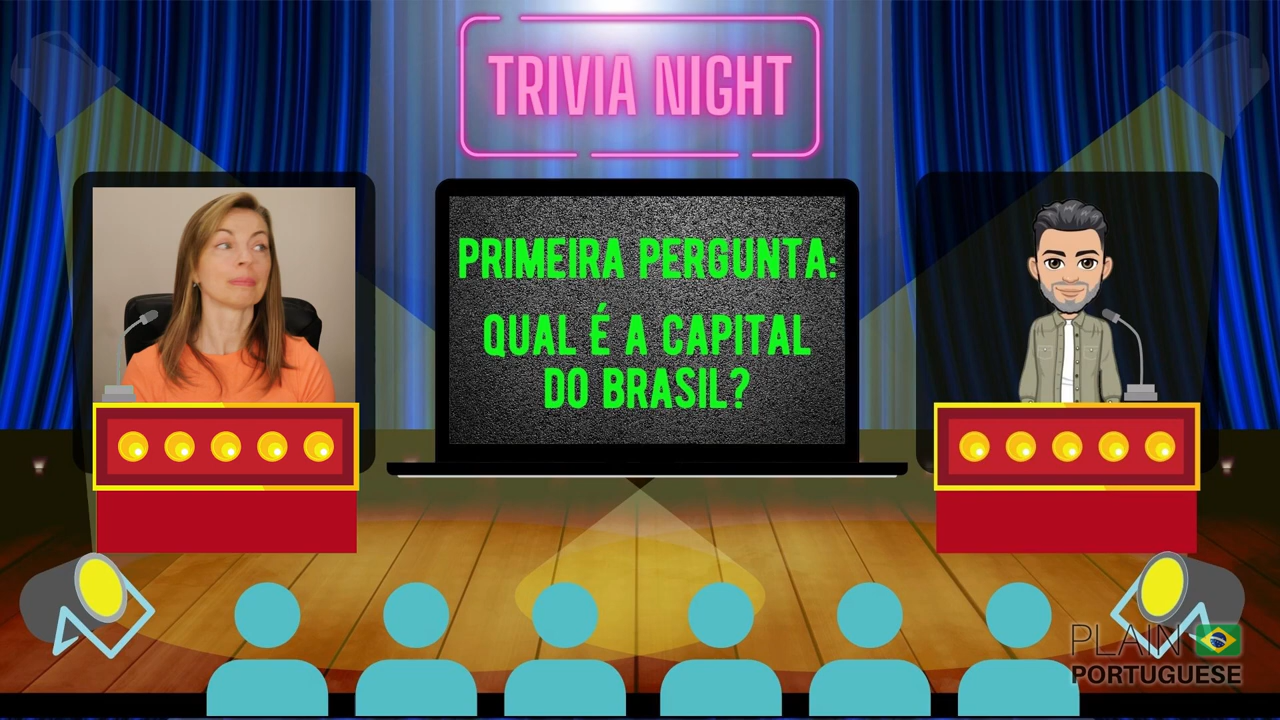 TRIVIA NIGHT
PRIMEIRA PERGUNTA:
QUAL É A CAPITAL
DO BRASIL?
PLAIN
PORTUGUESE